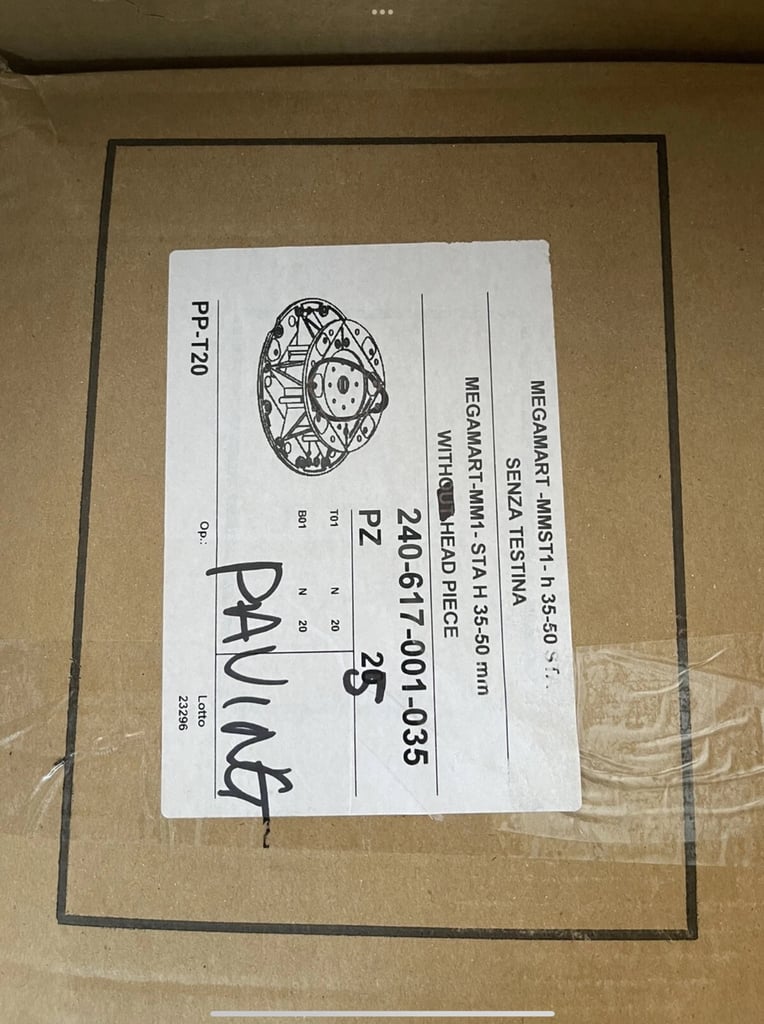 MEGAMART -MMST1- h 35-50
SENZA TESTINA
MEGAMART-MM1- STA H 35-50 mm
WITH HEAD PIECE
240-617-001-035
PZ 25
T01 N 20
B01 N 20
PAVING
PP-T20
Op.:
Lotto
23296